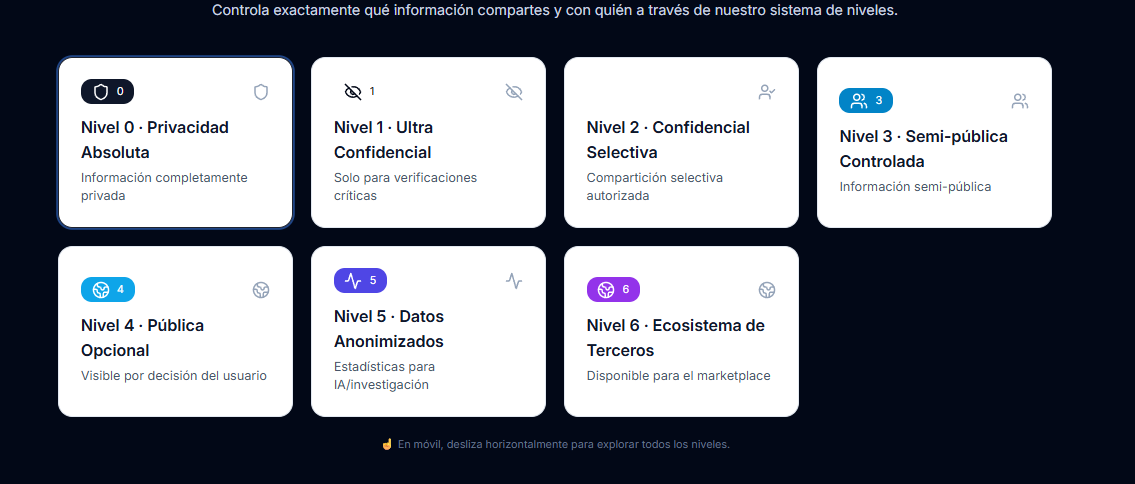 Controla exactamente qué información compartes y con quién a través de nuestro sistema de niveles.
0
Nivel 0 · Privacidad
Absoluta
Información completamente
privada
1
Nivel 1 · Ultra
Confidencial
Solo para verificaciones
críticas
Nivel 2 · Confidencial
Selectiva
Compartición selectiva
autorizada
3
Nivel 3 · Semi-pública
Controlada
Información semi-pública
4
Nivel 4 · Pública
Opcional
Visible por decisión del usuario
5
Nivel 5 · Datos
Anonimizados
Estadísticas para
IA/investigación
6
Nivel 6 · Ecosistema de
Terceros
Disponible para el marketplace
☝️ En móvil, desliza horizontalmente para explorar todos los niveles.